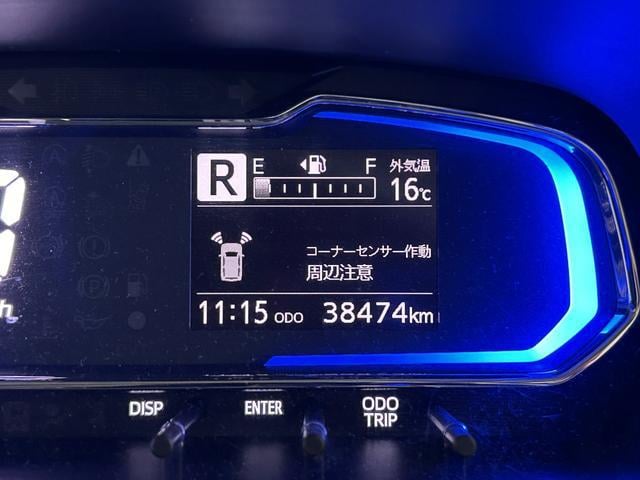 R E F 外気温
16℃
コーナーセンサー作動
周辺注意
11:15 ODO 38474km
DISP ENTER ODO TRIP